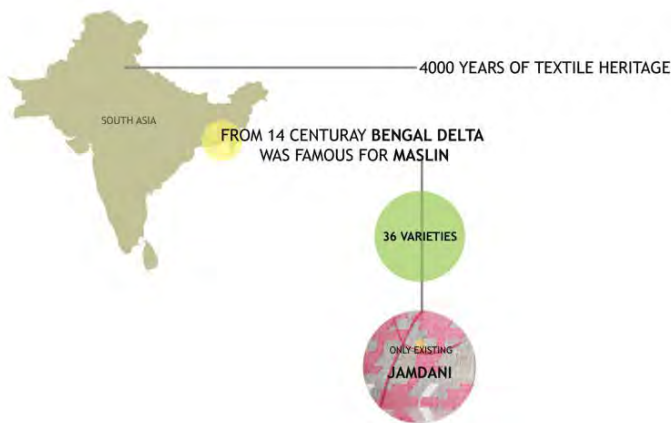 4000 YEARS OF TEXTILE HERITAGE
SOUTH ASIA
FROM 14 CENTURAY BENGAL DELTA
WAS FAMOUS FOR MASLIN
36 VARIETIES
ONLY EXISTING
JAMDANI